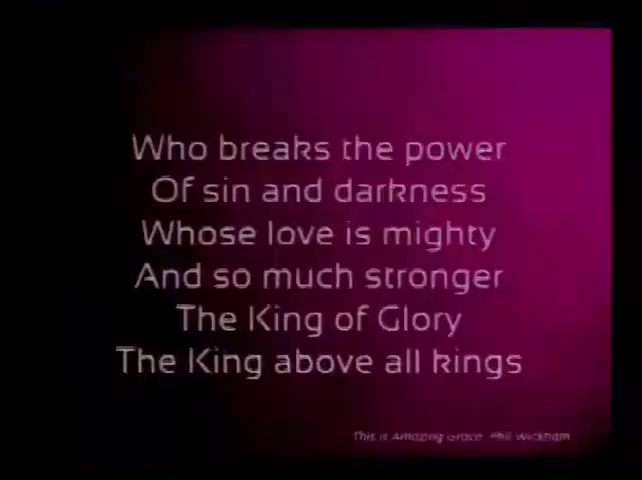 Who breaks the power
Of sin and darkness
Whose love is mighty
And so much stronger
The King of Glory
The King above all kings
This is Amazing Grace Phil Wickham